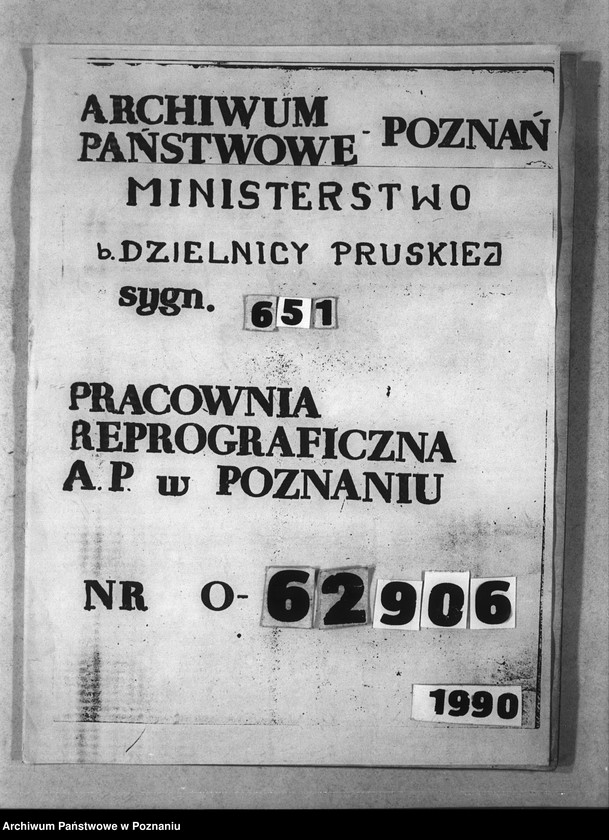 ARCHIWUM
PAŃSTWOWE - POZNAŃ
MINISTERSTWO
b. DZIELNICY PRUSKIEJ
sygn. 651
PRACOWNIA
REPROGRAFICZNA
A. P. w POZNANIU
NR O-62906
1990
Archiwum Państwowe w Poznaniu